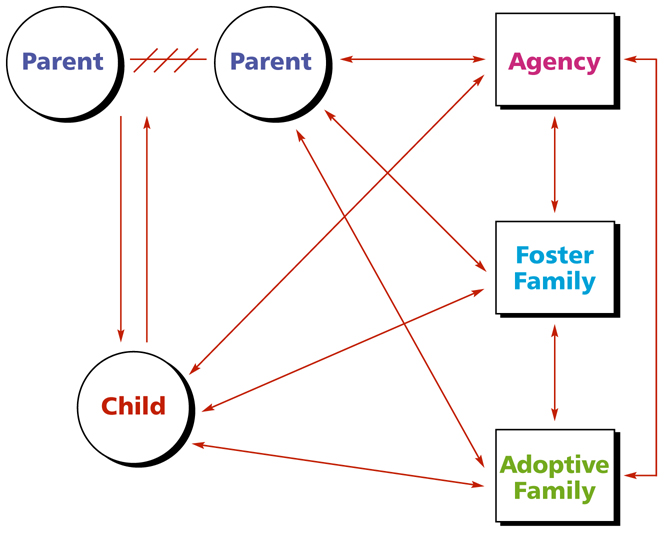 Parent
Parent
Agency
Foster
Family
Child
Adoptive
Family